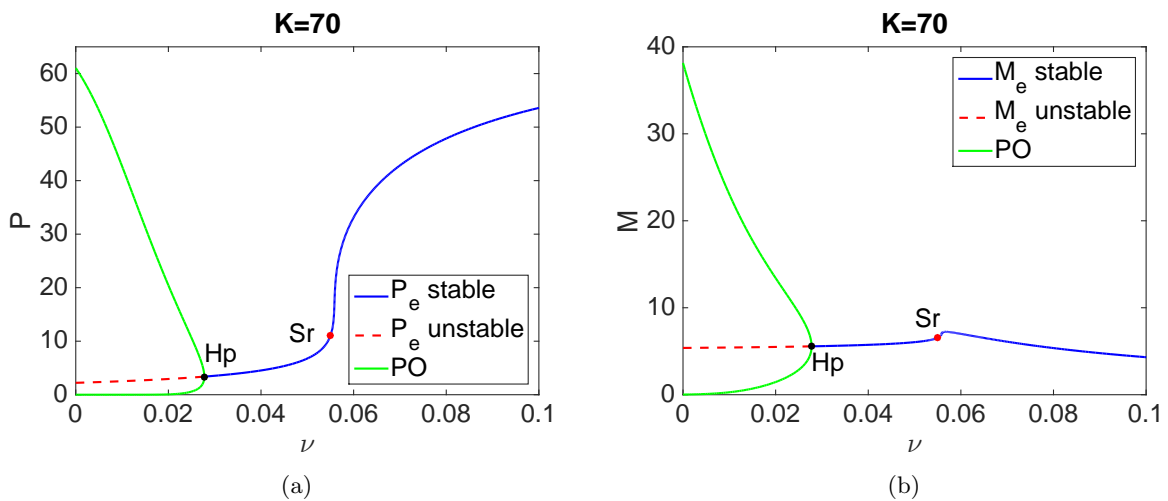 K=70
P
60
50
40
30
20
10
0
0
0.02
0.04
0.06
0.08
0.1
ν
Hp
Sr
P_e stable
P_e unstable
PO
(a)
K=70
M
40
30
20
10
0
0
0.02
0.04
0.06
0.08
0.1
ν
Hp
Sr
M_e stable
M_e unstable
PO
(b)